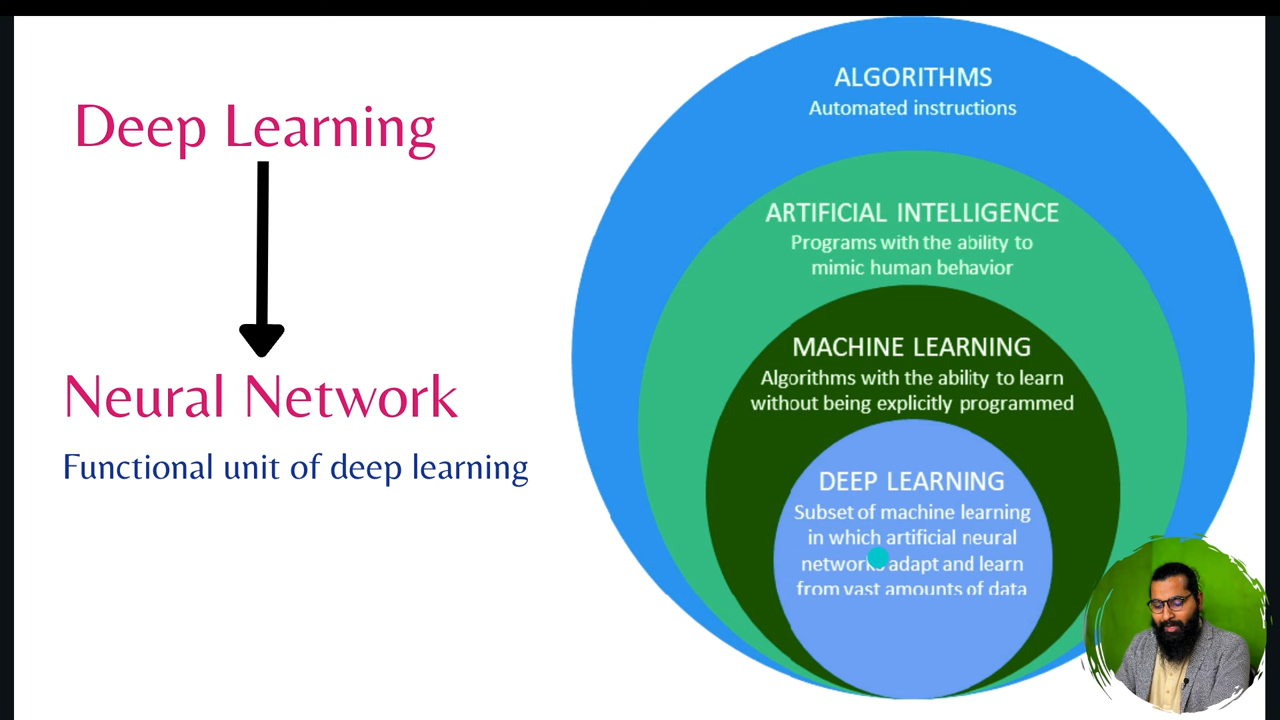 Deep Learning
Neural Network
Functional unit of deep learning
ALGORITHMS
Automated instructions
ARTIFICIAL INTELLIGENCE
Programs with the ability to
mimic human behavior
MACHINE LEARNING
Algorithms with the ability to learn
without being explicitly programmed
DEEP LEARNING
Subset of machine learning
in which artificial neural
networks adapt and learn
from vast amounts of data